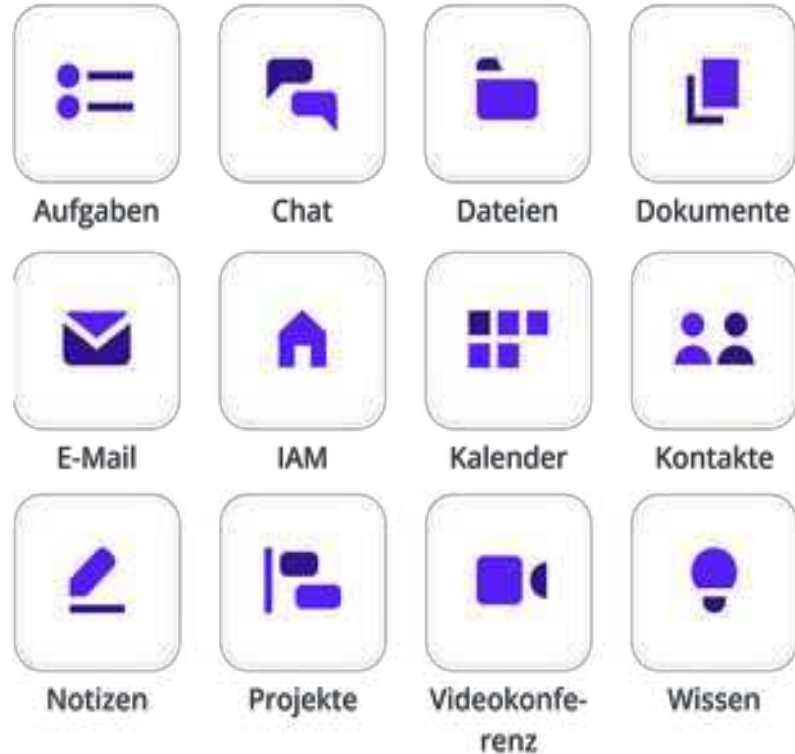 Aufgaben
Chat
Dateien
Dokumente
E-Mail
IAM
Kalender
Kontakte
Notizen
Projekte
Videokonfe-
renz
Wissen